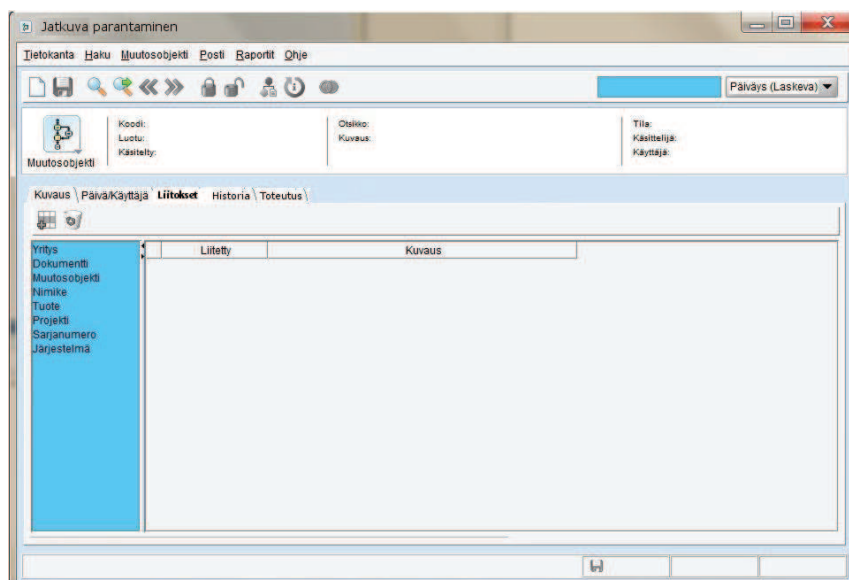 Jatkuva parantaminen
Tietokanta Haku Muutosobjekti Posti Raportit Ohje
Päiväys (Laskeva)
Muutosobjekti
Koodi:
Luotu:
Käsitelty:
Otsikko:
Kuvaus:
Tila:
Käsittelijä:
Käyttäjä:
Kuvaus Päivä/Käyttäjä Liitokset Historia Toteutus
Yritys
Dokumentti
Muutosobjekti
Nimike
Tuote
Projekti
Sarjanumero
Järjestelmä
Liitetty Kuvaus